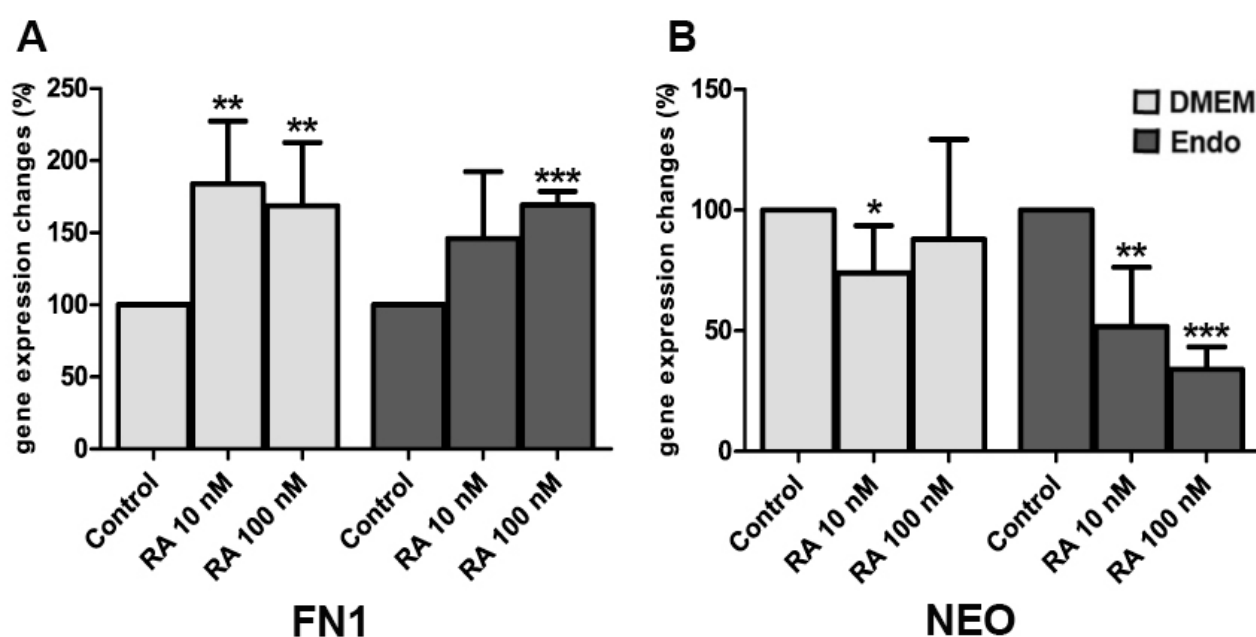 A
gene expression changes (%)
250
200
150
100
50
0
**
**
***
Control
RA 10 nM
RA 100 nM
Control
RA 10 nM
RA 100 nM
FN1
B
gene expression changes (%)
150
100
50
0
*
**
***
DMEM
Endo
Control
RA 10 nM
RA 100 nM
Control
RA 10 nM
RA 100 nM
NEO